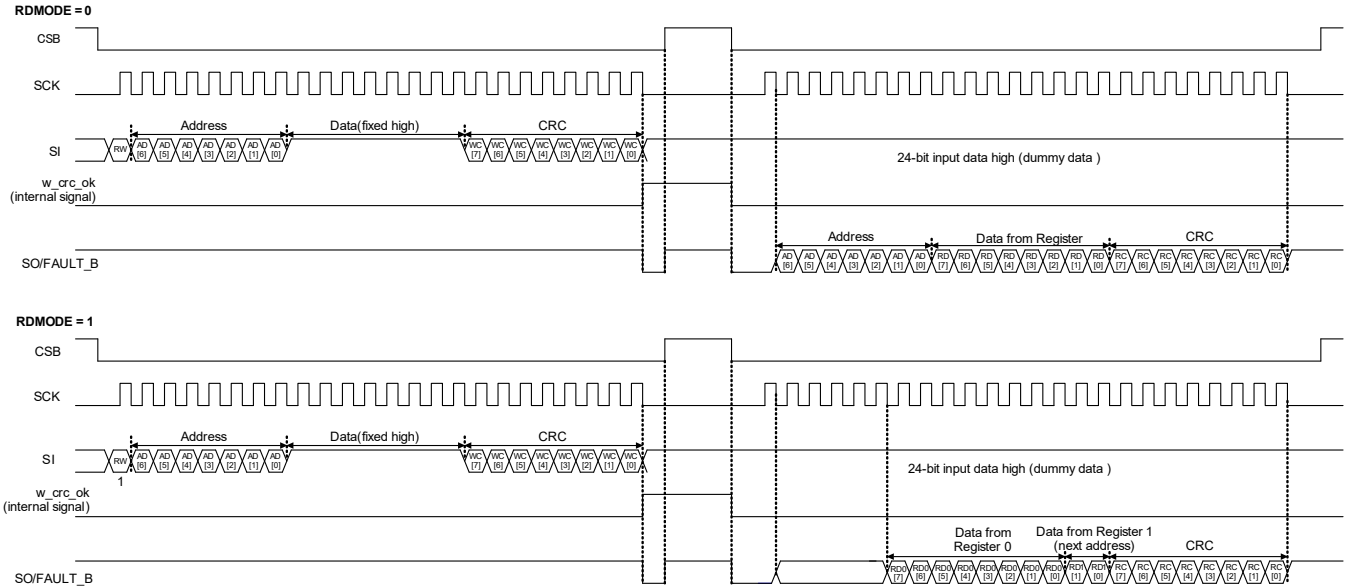 RDMODE = 0
CSB
SCK
Address Data(fixed high) CRC
SI RW AD [6] AD [5] AD [4] AD [3] AD [2] AD [1] AD [0] WC [7] WC [6] WC [5] WC [4] WC [3] WC [2] WC [1] WC [0] 24-bit input data high (dummy data )
w_crc_ok
(internal signal)
Address Data from Register CRC
SO/FAULT_B AD [6] AD [5] AD [4] AD [3] AD [2] AD [1] AD [0] RD [7] RD [6] RD [5] RD [4] RD [3] RD [2] RD [1] RD [0] RC [7] RC [6] RC [5] RC [4] RC [3] RC [2] RC [1] RC [0]
RDMODE = 1
CSB
SCK
Address Data(fixed high) CRC
SI RW AD [6] AD [5] AD [4] AD [3] AD [2] AD [1] AD [0] WC [7] WC [6] WC [5] WC [4] WC [3] WC [2] WC [1] WC [0] 24-bit input data high (dummy data )
1
w_crc_ok
(internal signal)
Data from Data from Register 1
Register 0 (next address) CRC
SO/FAULT_B RD0 [7] RD0 [6] RD0 [5] RD0 [4] RD0 [3] RD0 [2] RD0 [1] RD0 [0] RD1 [1] RD1 [0] RC [7] RC [6] RC [5] RC [4] RC [3] RC [2] RC [1] RC [0]